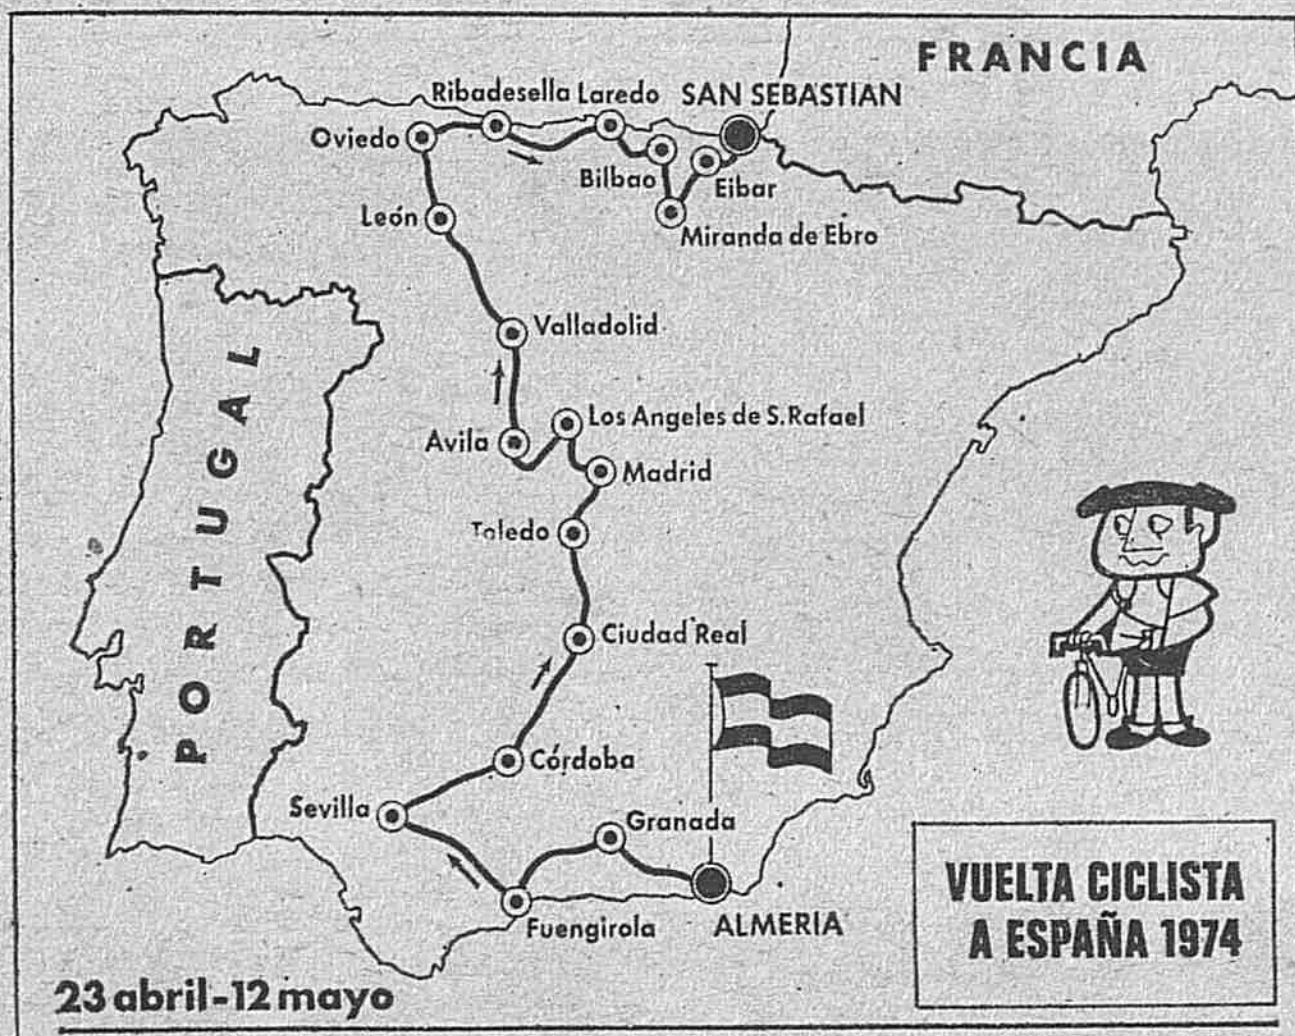 FRANCIA
Ribadesella Laredo SAN SEBASTIAN
Oviedo
Bilbao
Eibar
León
Miranda de Ebro
Valladolid
PORTUGAL
Los Angeles de S. Rafael
Avila
Madrid
Toledo
Ciudad Real
Córdoba
Sevilla
Granada
Fuengirola
ALMERIA
VUELTA CICLISTA
A ESPAÑA 1974
23 abril-12 mayo